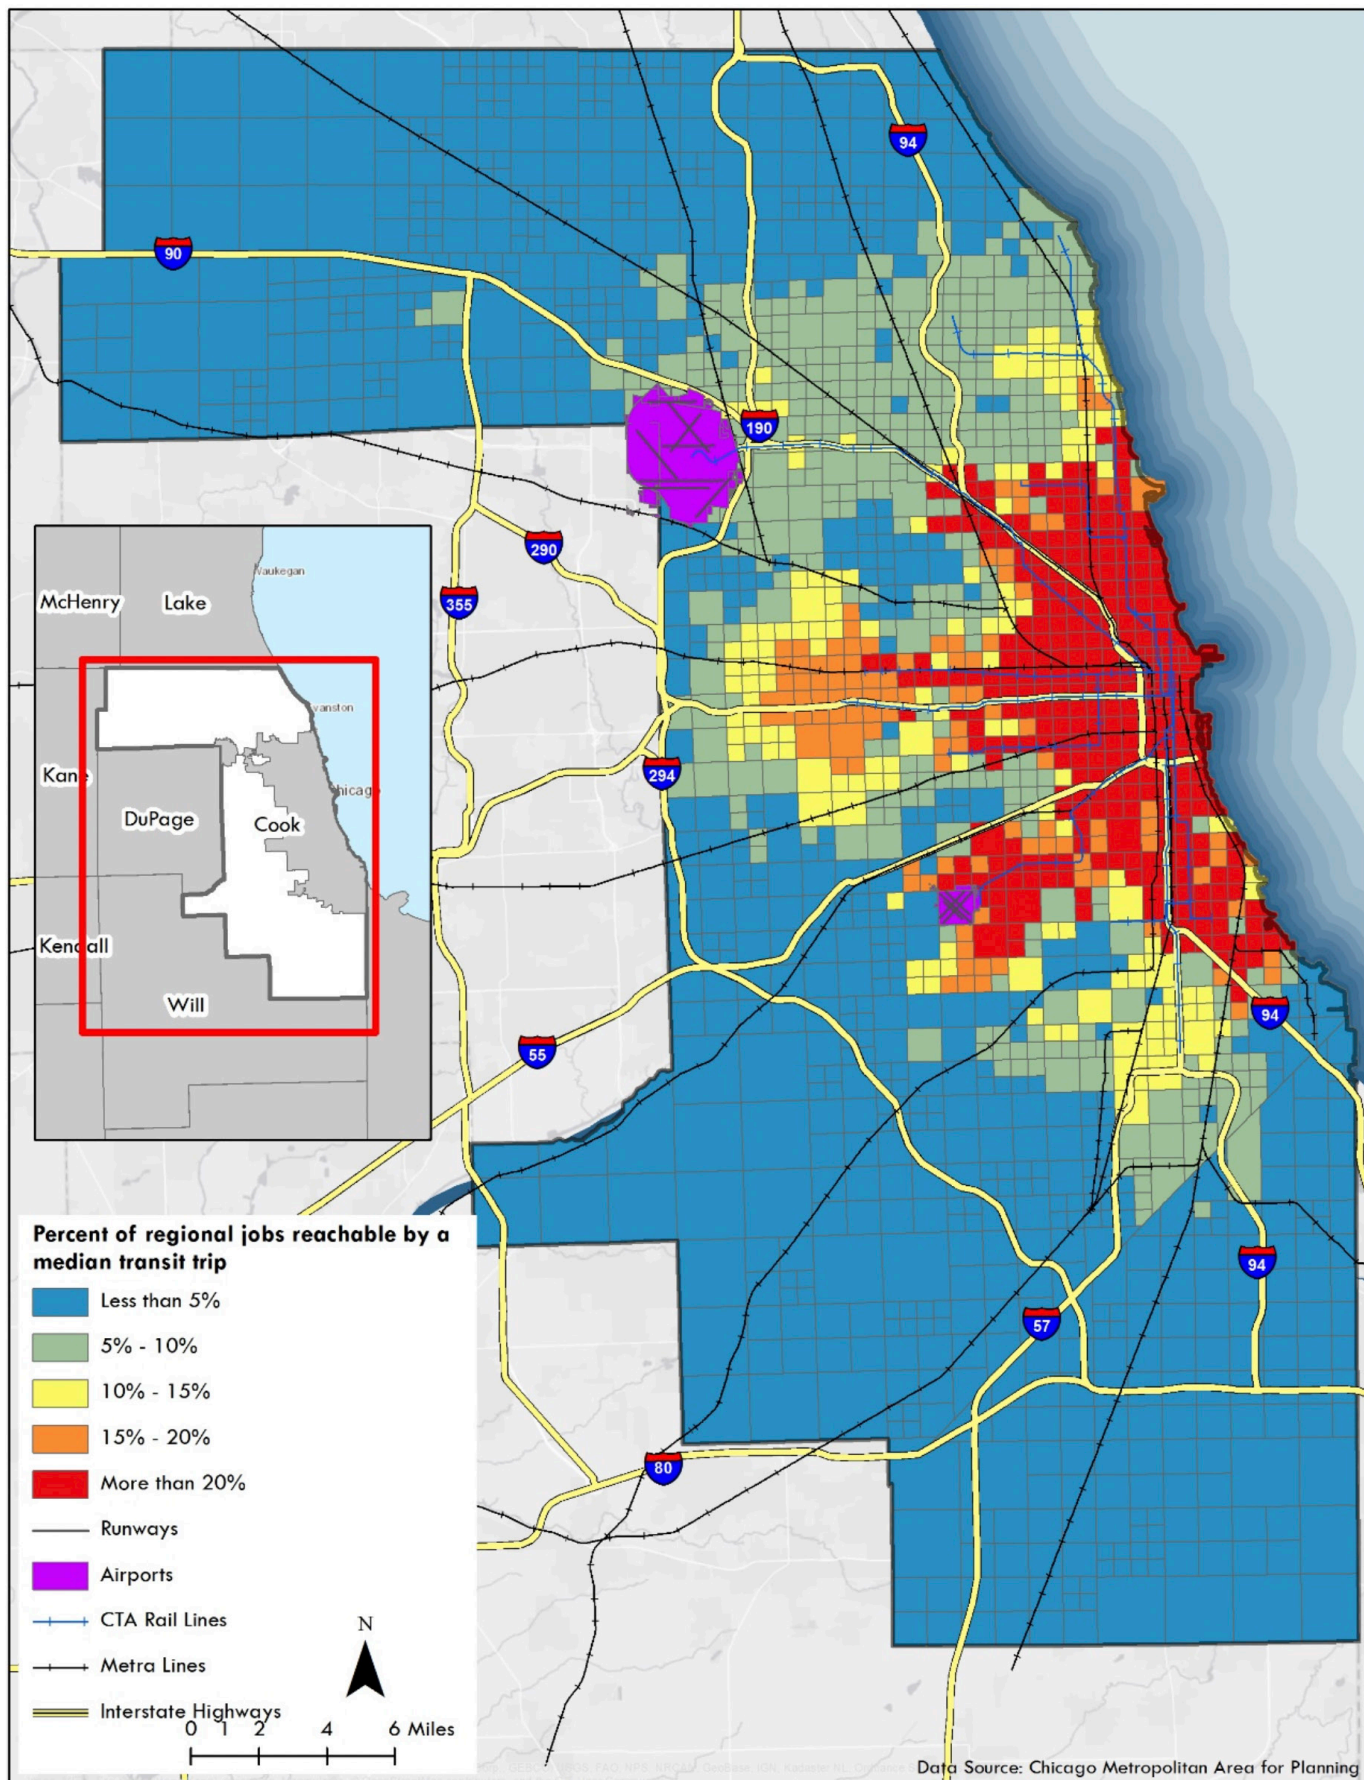 94
90
190
290
355
294
94
55
94
57
80
McHenry
Lake
Waukegan
vanston
Kane
hicago
DuPage
Cook
Kendall
Will
Percent of regional jobs reachable by a
median transit trip
Less than 5%
5% - 10%
10% - 15%
15% - 20%
More than 20%
Runways
Airports
CTA Rail Lines
Metra Lines
Interstate Highways
N
0 1 2 4 6 Miles
Data Source: Chicago Metropolitan Area for Planning